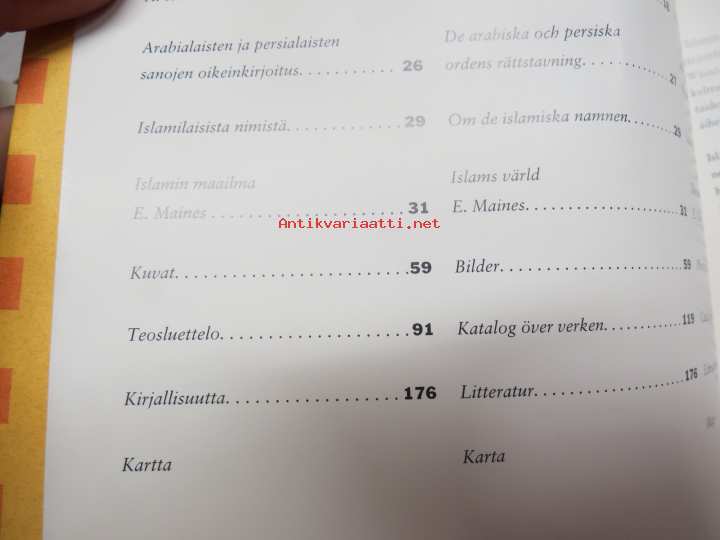 Arabialaisten ja persialaisten
sanojen oikeinkirjoitus........... 26
Islamilaisista nimistä............ 29
Islamin maailma
E. Maines .................... 31
Kuvat.........................59
Teosluettelo....................91
Kirjallisuutta..................176
Kartta
De arabiska och persiska
ordens rättstavning.......... 27
Om de islamiska namnen....... 29
Islams värld
E. Maines.......................31
Bilder...........................59
Katalog över verken............119
Litteratur...................176
Karta
Antikvariaatti.net